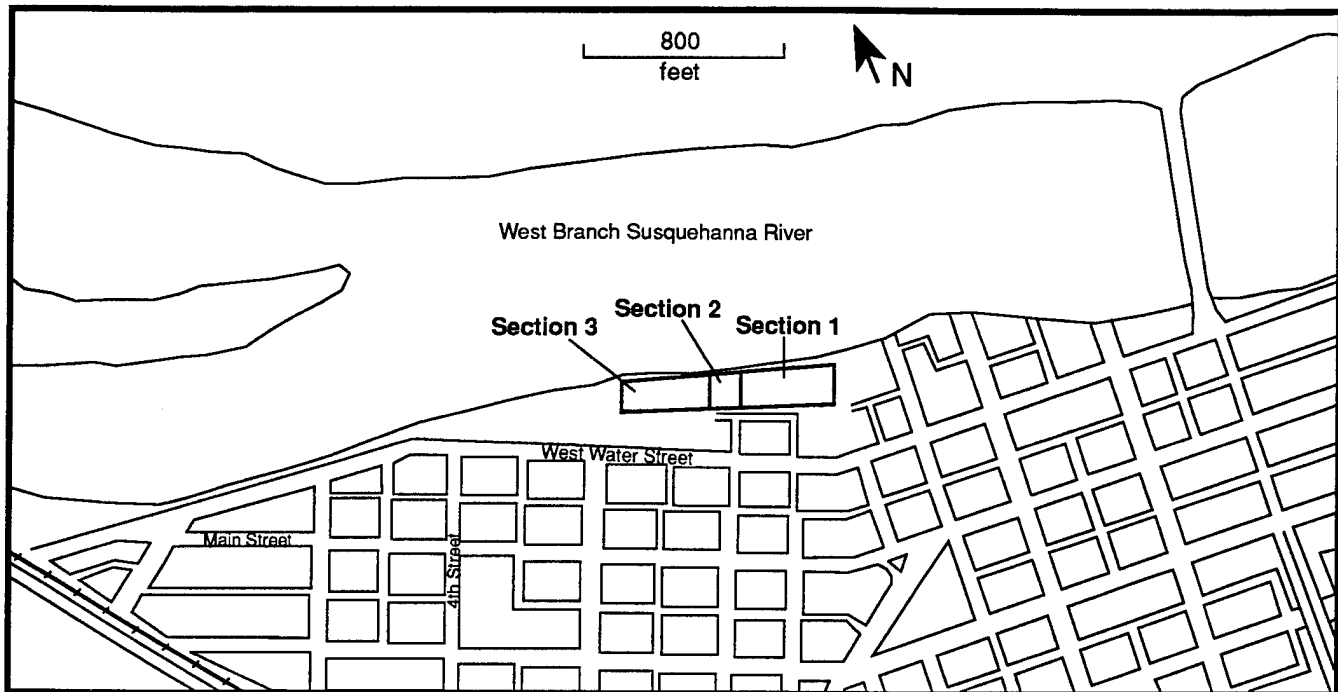 800
feet
N
West Branch Susquehanna River
Section 3
Section 2
Section 1
West Water Street
Main Street
4th Street